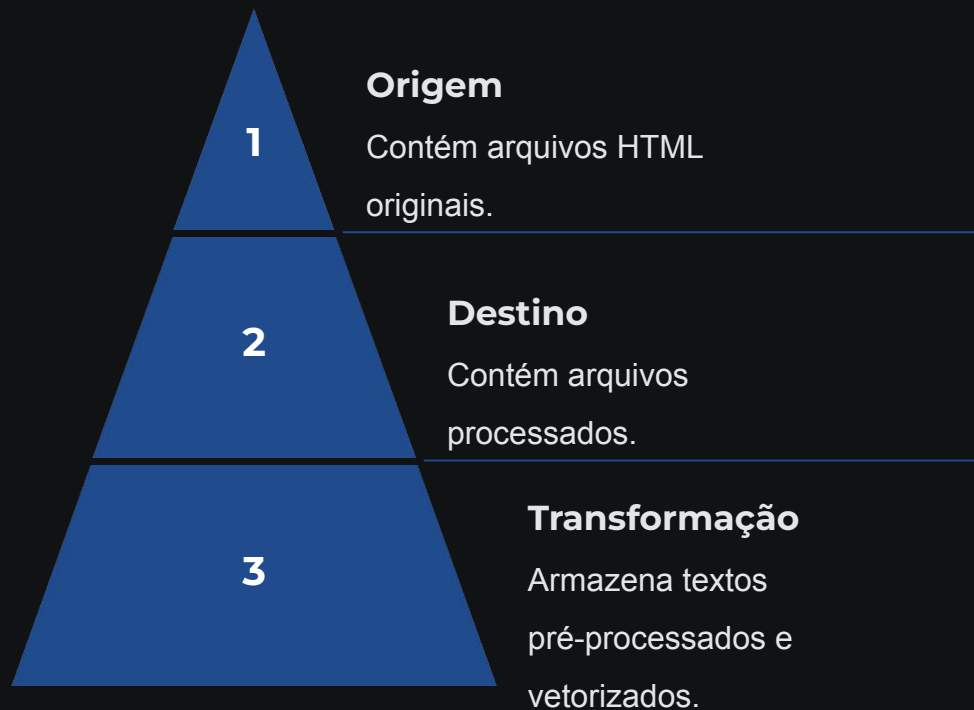 1
Origem
Contém arquivos HTML
originais.
2
Destino
Contém arquivos
processados.
3
Transformação
Armazena textos
pré-processados e
vetorizados.